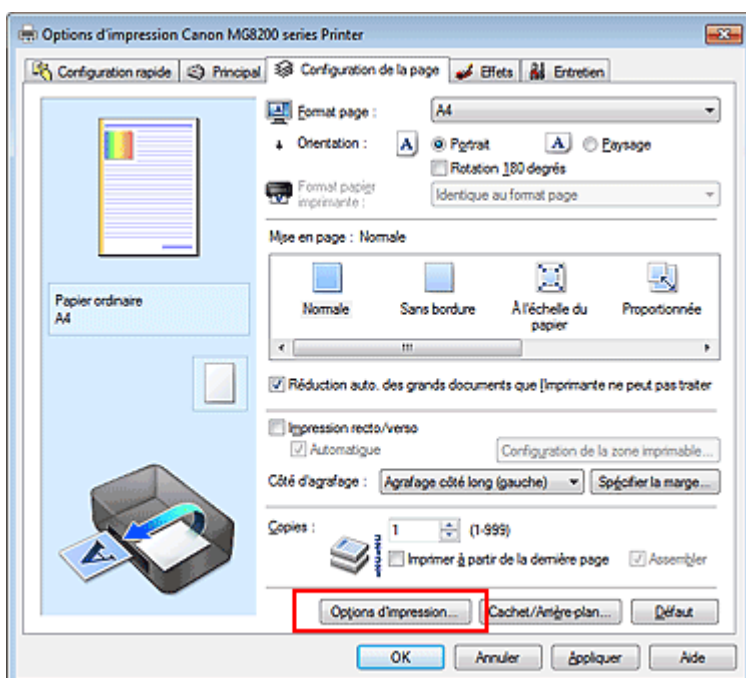 Options d'impression Canon MG8200 series Printer
Configuration rapide Principal Configuration de la page Effets Entretien
Format page : A4
Orientation : A Portrait A Paysage
Rotation 180 degrés
Format papier
imprimante : Identique au format page
Mise en page : Normale
Normale Sans bordure À l'échelle du
papier Proportionnée
Papier ordinaire
A4
Réduction auto. des grands documents que l'imprimante ne peut pas traiter
Impression recto/verso
Automatique Configuration de la zone imprimable...
Côté d'agrafage : Agrafage côté long (gauche) Spécifier la marge...
Copies : 1 (1-999)
Imprimer à partir de la dernière page Assembler
Options d'impression... Cachet/Arrière-plan... Défaut
OK Annuler Appliquer Aide